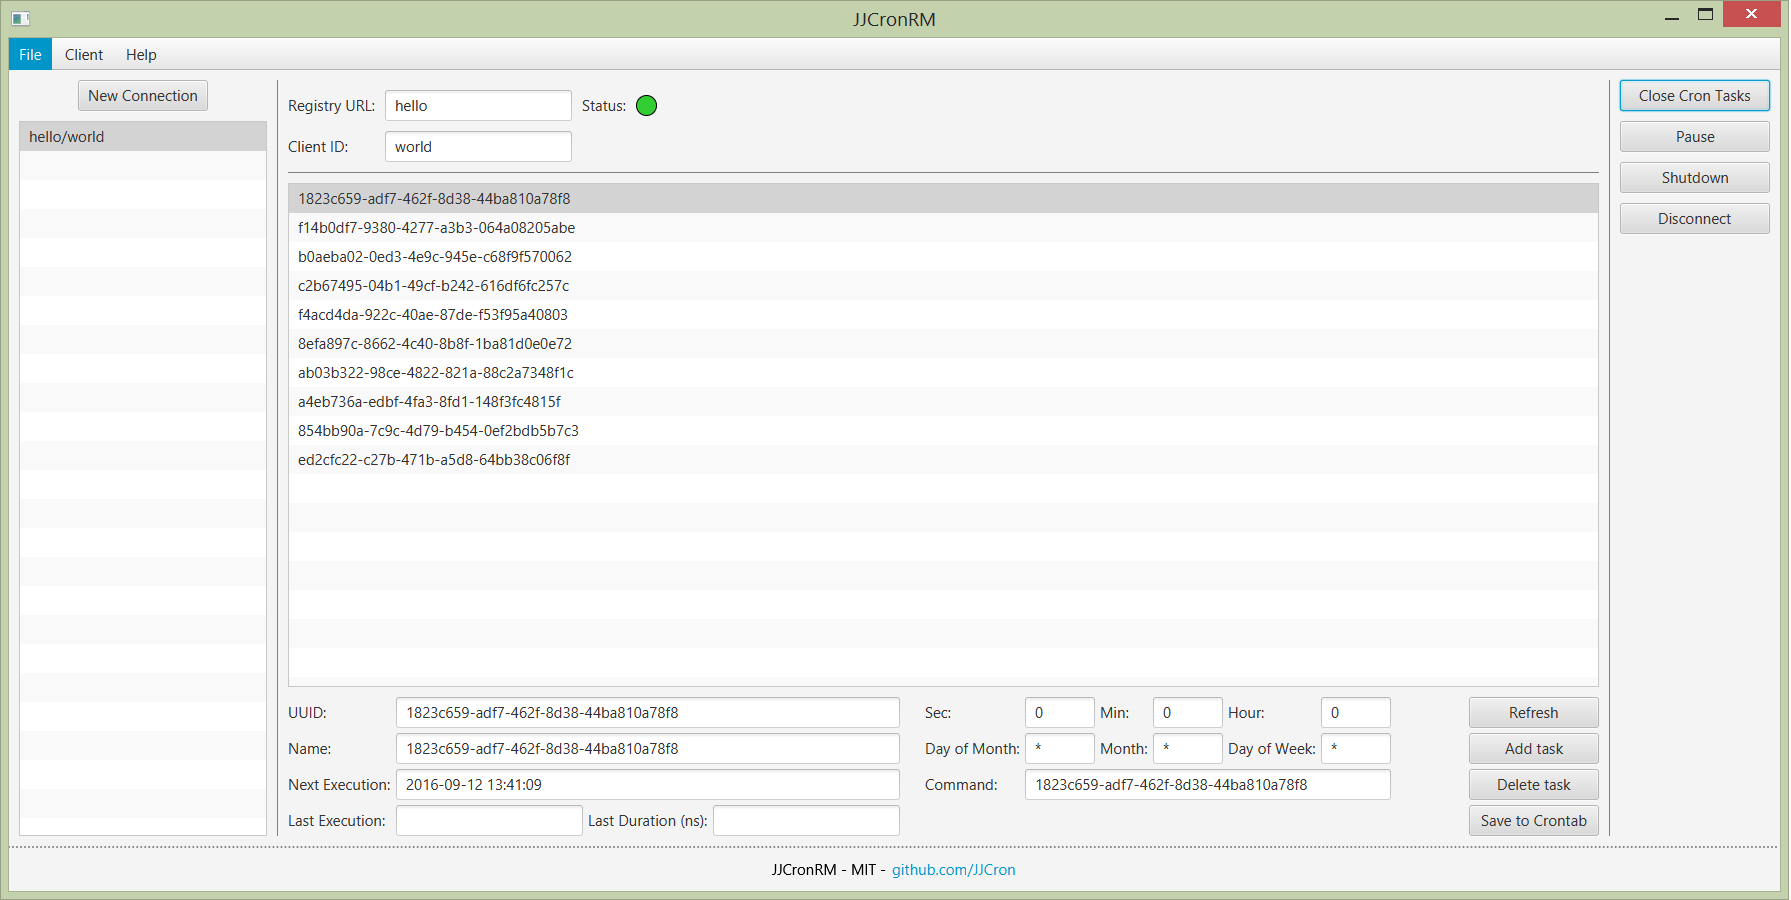 JJCronRM
File Client Help
New Connection
hello/world
Registry URL: hello Status:
Client ID: world
1823c659-adf7-462f-8d38-44ba810a78f8
f14b0df7-9380-4277-a3b3-064a08205abe
b0aeba02-0ed3-4e9c-945e-c68f9f570062
c2b67495-04b1-49cf-b242-616df6fc257c
f4acd4da-922c-40ae-87de-f53f95a40803
8efa897c-8662-4c40-8b8f-1ba81d0e0e72
ab03b322-98ce-4822-821a-88c2a7348f1c
a4eb736a-edbf-4fa3-8fd1-148f3fc4815f
854bb90a-7c9c-4d79-b454-0ef2bdb5b7c3
ed2cfc22-c27b-471b-a5d8-64bb38c06f8f
UUID: 1823c659-adf7-462f-8d38-44ba810a78f8 Sec: 0 Min: 0 Hour: 0 Refresh
Name: 1823c659-adf7-462f-8d38-44ba810a78f8 Day of Month: * Month: * Day of Week: * Add task
Next Execution: 2016-09-12 13:41:09 Command: 1823c659-adf7-462f-8d38-44ba810a78f8 Delete task
Last Execution: Last Duration (ns): Save to Crontab
Close Cron Tasks
Pause
Shutdown
Disconnect
JJCronRM - MIT - github.com/JJCron